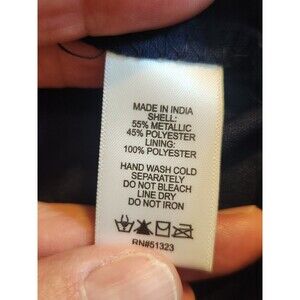 MADE IN INDIA
SHELL:
55% METALLIC
45% POLYESTER
LINING:
100% POLYESTER
HAND WASH COLD
SEPARATELY
DO NOT BLEACH
LINE DRY
DO NOT IRON
RN#51323